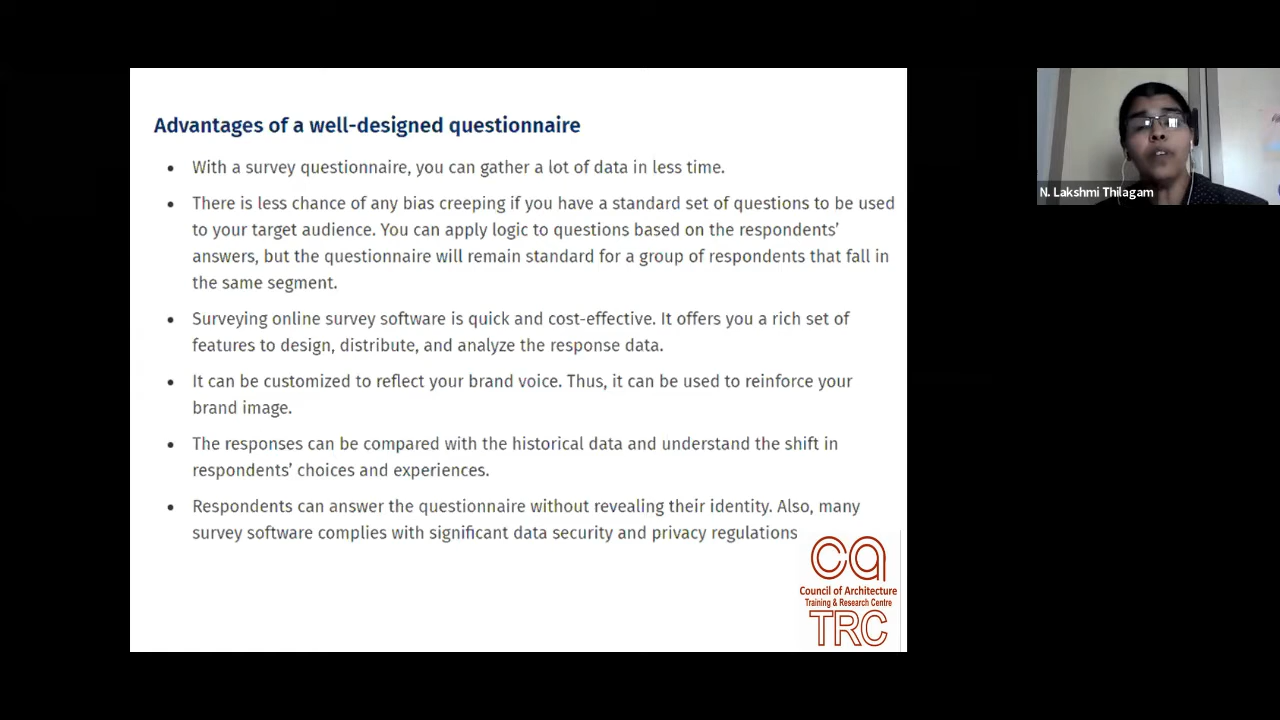 Advantages of a well-designed questionnaire
• With a survey questionnaire, you can gather a lot of data in less time.
• There is less chance of any bias creeping if you have a standard set of questions to be used
to your target audience. You can apply logic to questions based on the respondents’
answers, but the questionnaire will remain standard for a group of respondents that fall in
the same segment.
• Surveying online survey software is quick and cost-effective. It offers you a rich set of
features to design, distribute, and analyze the response data.
• It can be customized to reflect your brand voice. Thus, it can be used to reinforce your
brand image.
• The responses can be compared with the historical data and understand the shift in
respondents’ choices and experiences.
• Respondents can answer the questionnaire without revealing their identity. Also, many
survey software complies with significant data security and privacy regulations
ca
Council of Architecture
Training & Research Centre
TRC
N. Lakshmi Thilagam